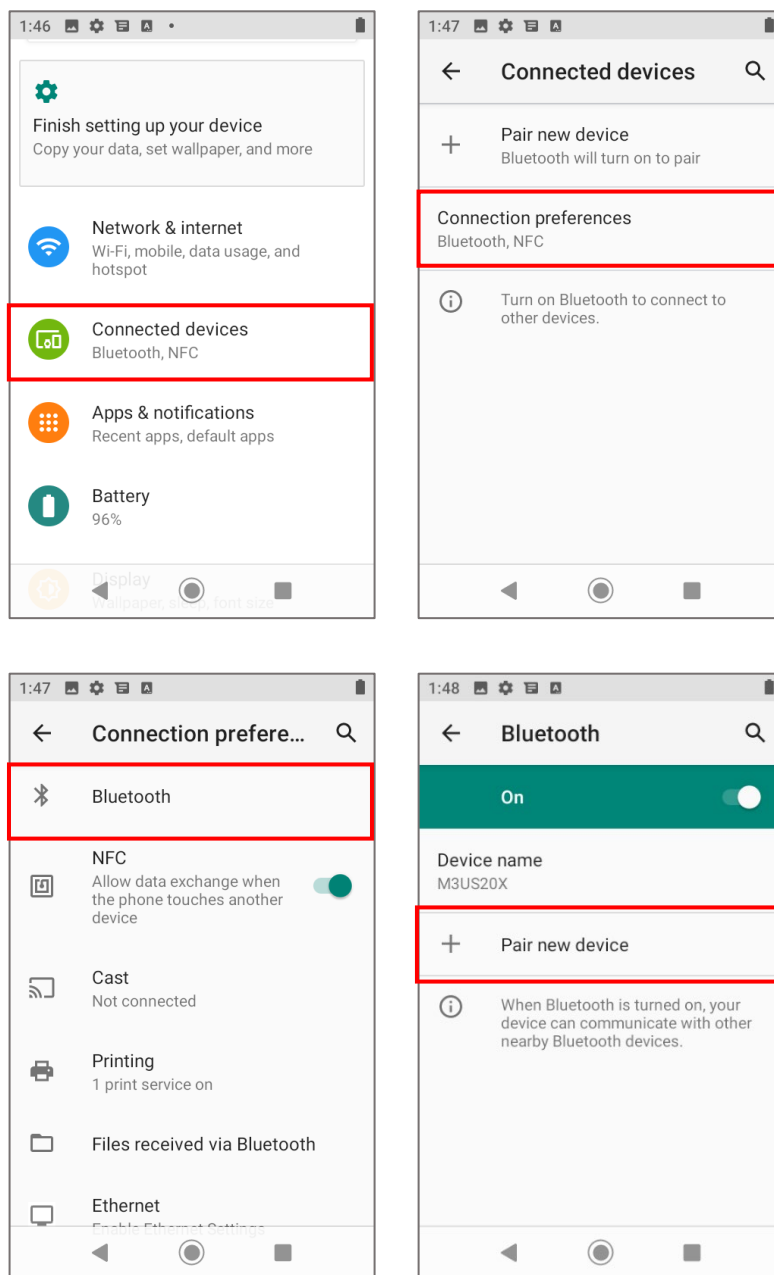 1:46
Finish setting up your device
Copy your data, set wallpaper, and more
Network & internet
Wi-Fi, mobile, data usage, and
hotspot
Connected devices
Bluetooth, NFC
Apps & notifications
Recent apps, default apps
Battery
96%
Display
Wallpaper, sleep, font size
1:47
Connected devices
Pair new device
Bluetooth will turn on to pair
Connection preferences
Bluetooth, NFC
Turn on Bluetooth to connect to
other devices.
1:47
Connection prefere...
Bluetooth
NFC
Allow data exchange when
the phone touches another
device
Cast
Not connected
Printing
1 print service on
Files received via Bluetooth
Ethernet
Enable Ethernet Settings
1:48
Bluetooth
On
Device name
M3US20X
Pair new device
When Bluetooth is turned on, your
device can communicate with other
nearby Bluetooth devices.